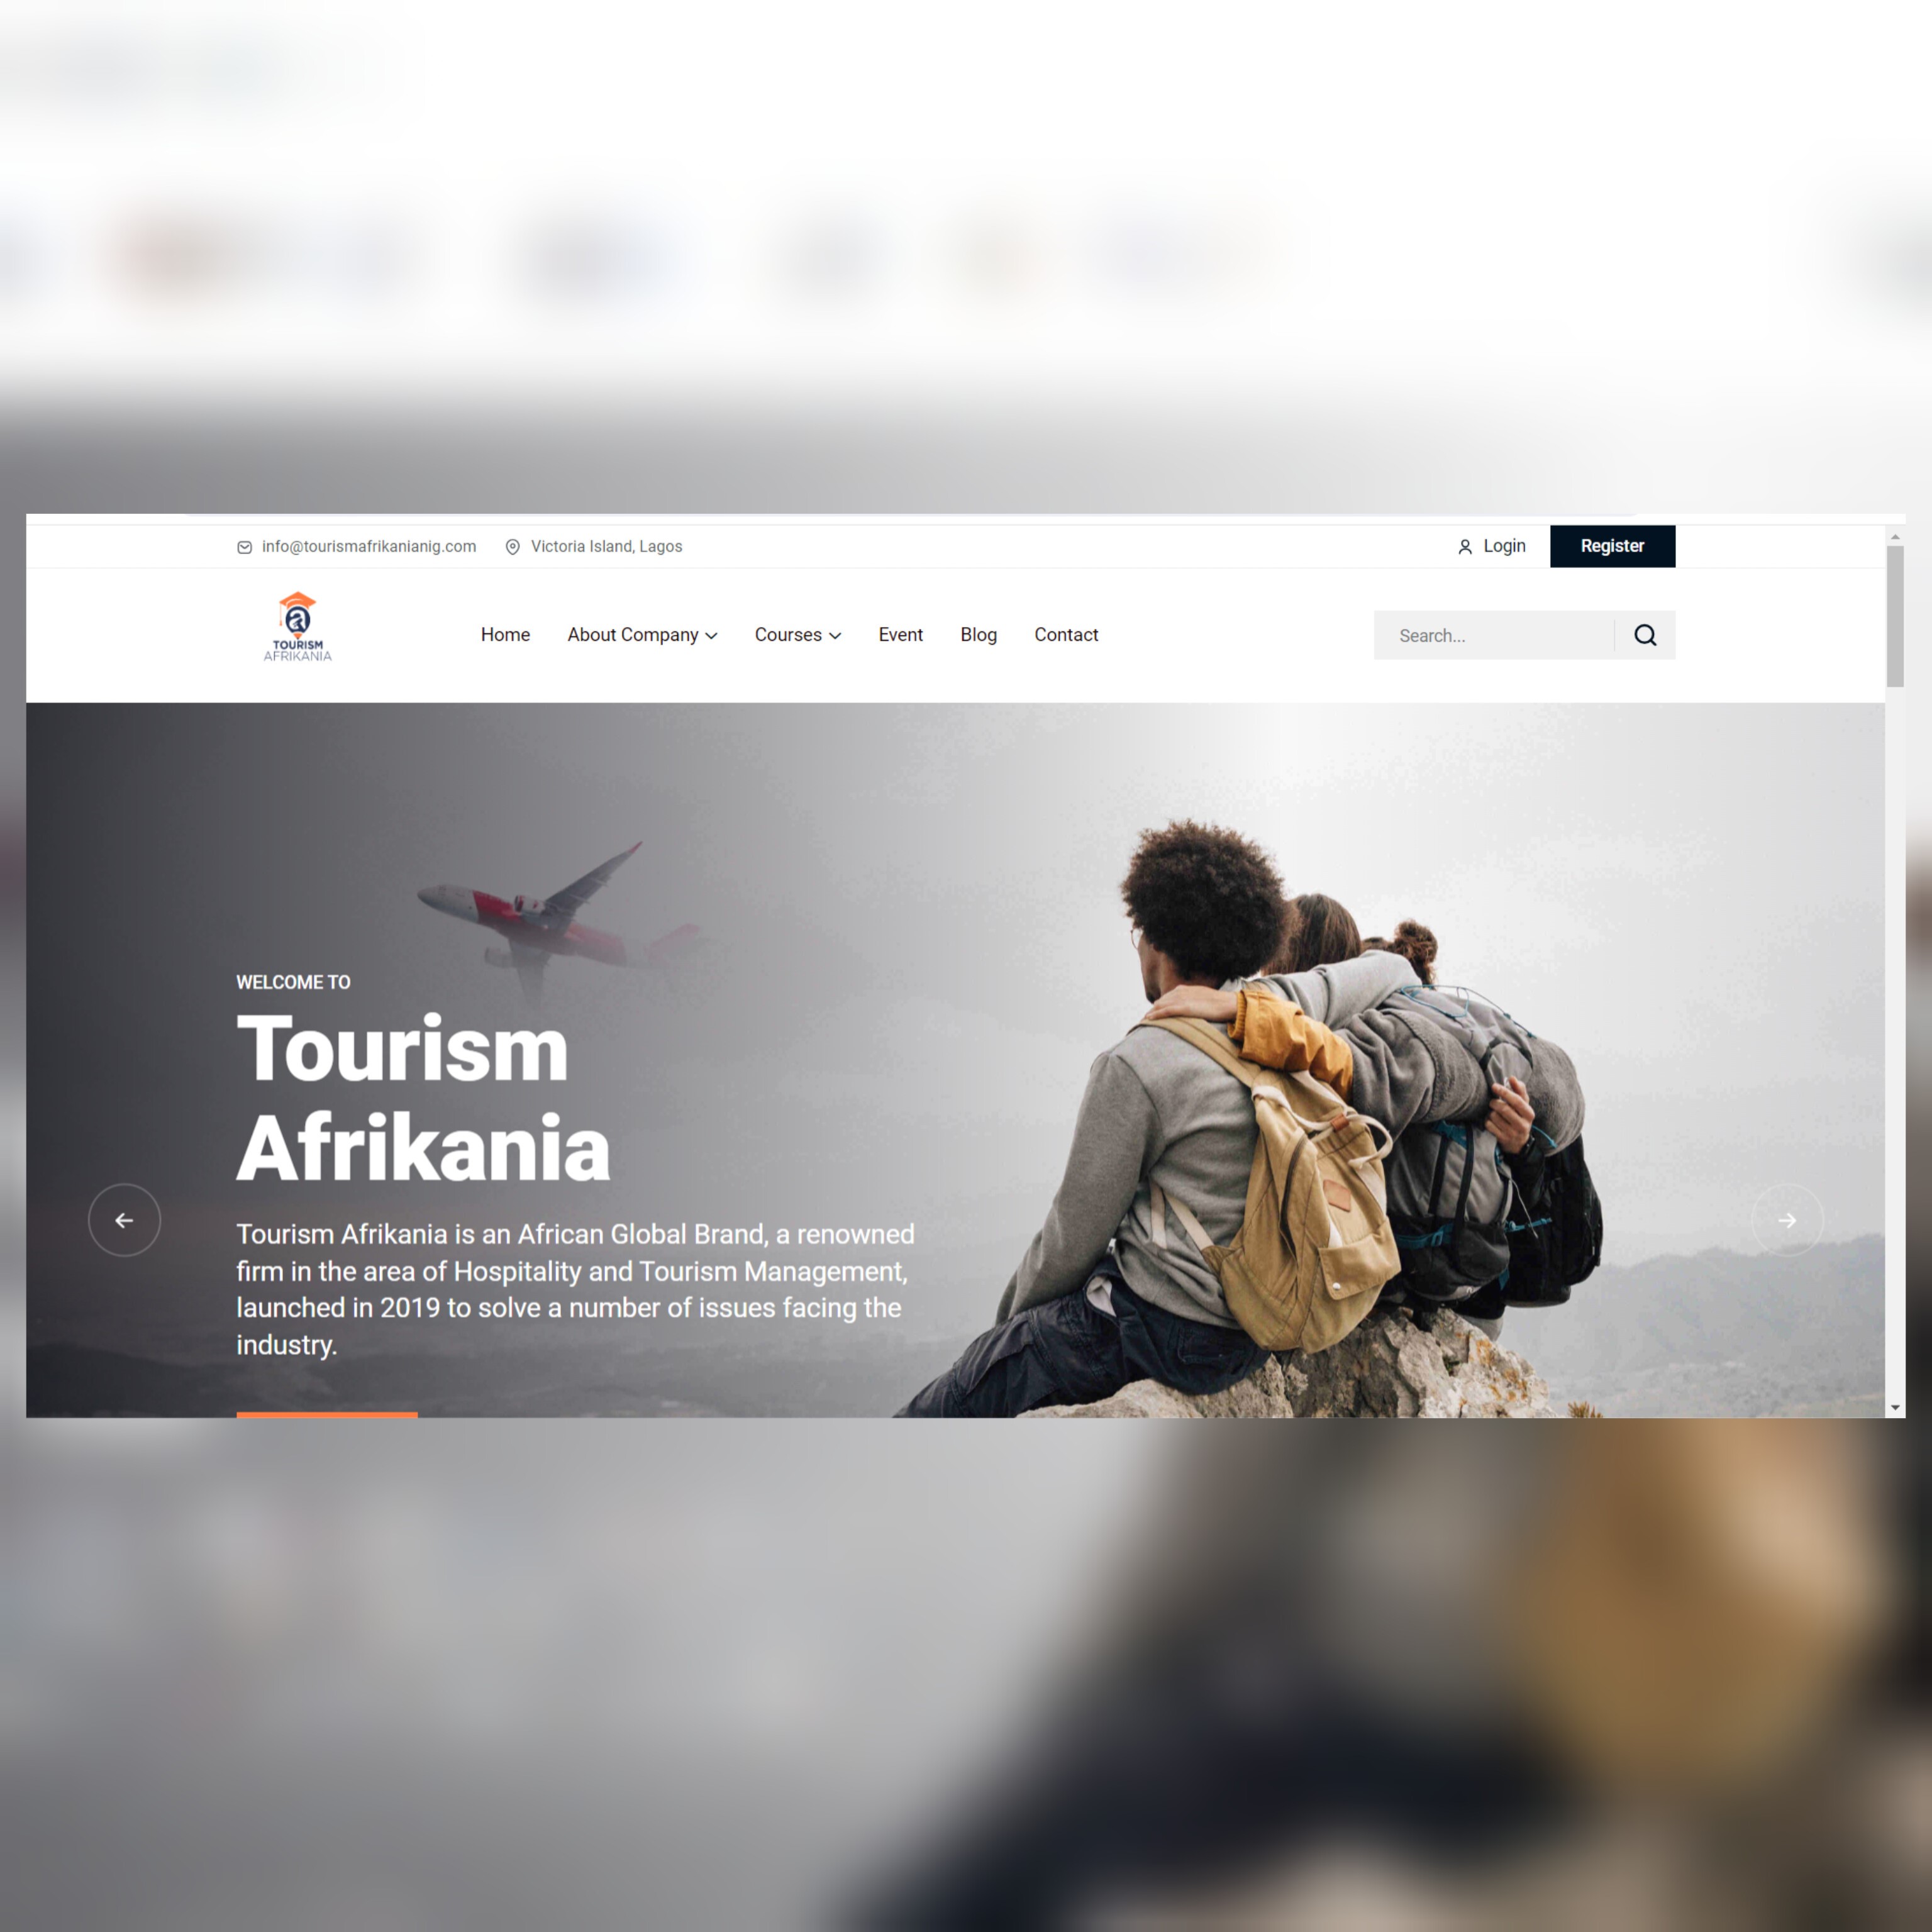 info@tourismafrikanianig.com Victoria Island, Lagos Login Register
TOURISM
AFRIKANIA
Home About Company Courses Event Blog Contact Search...
WELCOME TO
Tourism
Afrikania
Tourism Afrikania is an African Global Brand, a renowned
firm in the area of Hospitality and Tourism Management,
launched in 2019 to solve a number of issues facing the
industry.